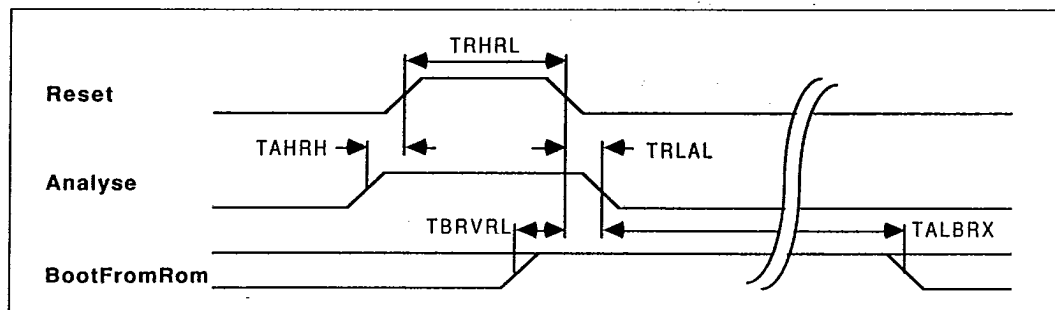 TRHRL
Reset
TAHRH
TRLAL
Analyse
TBRVRL
TALBRX
BootFromRom